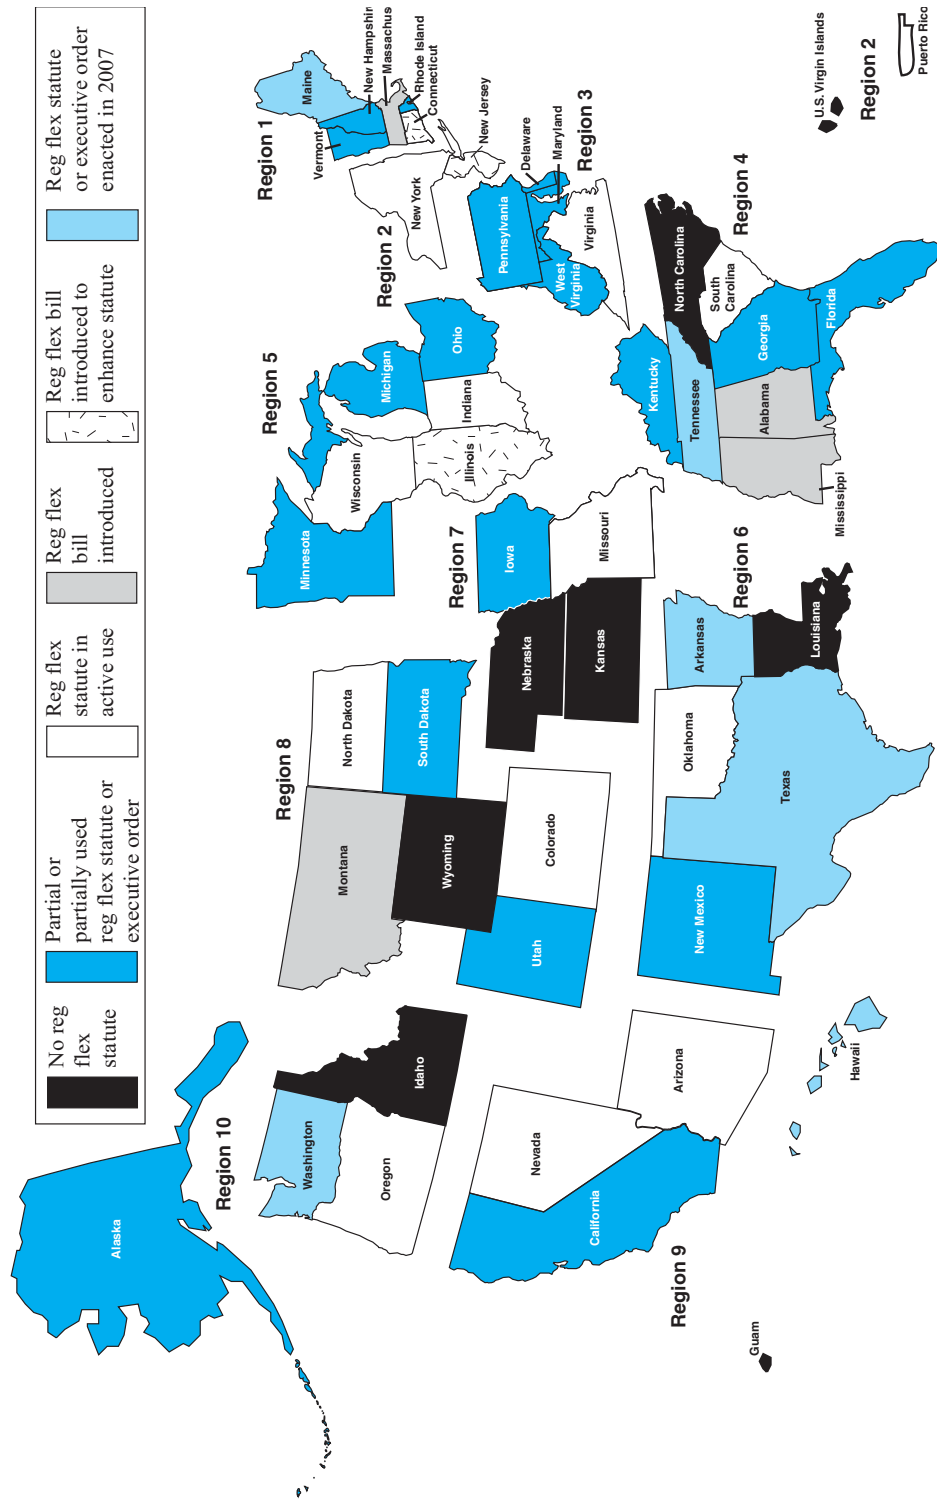 No reg
flex
statute
Partial or
partially used
reg flex statute or
executive order
Reg flex
statute in
active use
Reg flex
bill
introduced
Reg flex bill
introduced to
enhance statute
Reg flex statute
or executive order
enacted in 2007
Alaska
Region 10
Washington
Oregon
Idaho
Region 9
Nevada
California
Arizona
Hawaii
Guam
Region 8
Montana
North Dakota
South Dakota
Wyoming
Utah
Colorado
Region 7
Iowa
Nebraska
Kansas
Missouri
Region 6
New Mexico
Oklahoma
Texas
Arkansas
Louisiana
Region 5
Minnesota
Wisconsin
Michigan
Illinois
Indiana
Ohio
Region 4
Kentucky
Tennessee
North Carolina
South
Carolina
Mississippi
Alabama
Georgia
Florida
Region 3
Pennsylvania
West
Virginia
Virginia
Delaware
Maryland
Region 2
New York
New Jersey
Region 1
Maine
Vermont
New Hampshir
Massachus
Rhode Island
Connecticut
U.S. Virgin Islands
Region 2
Puerto Rico